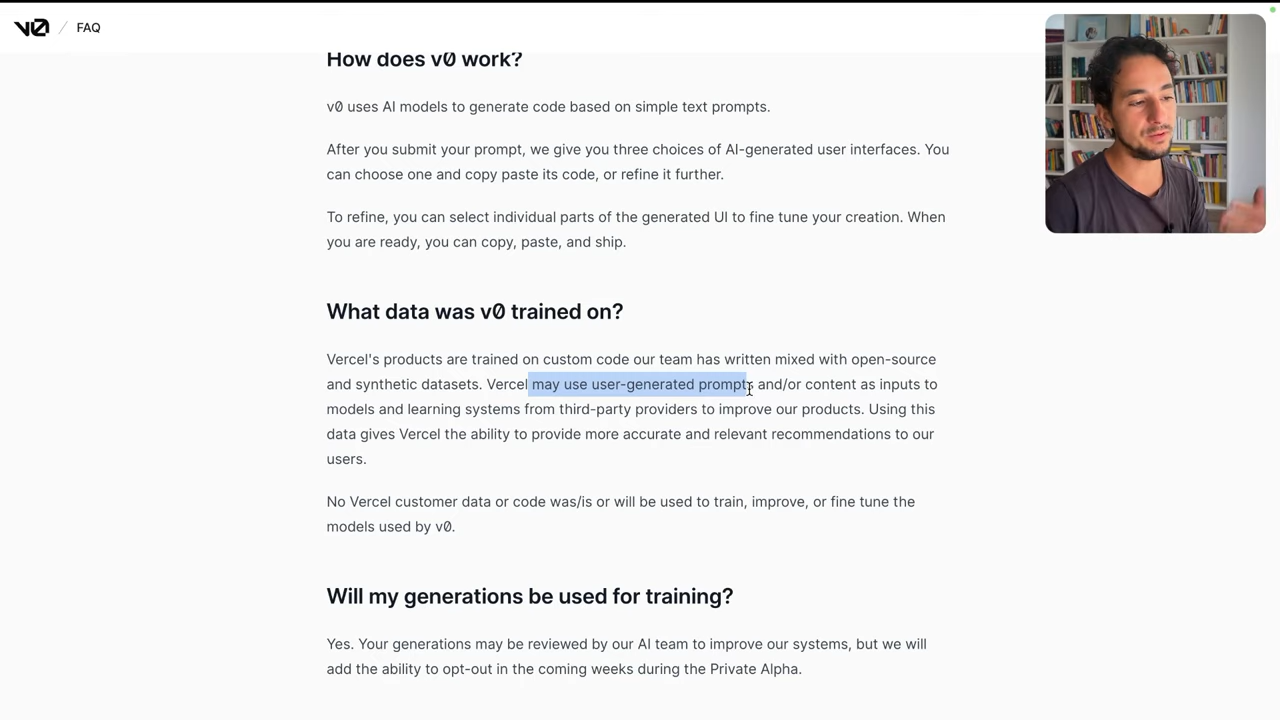 v0 / FAQ
How does v0 work?
v0 uses AI models to generate code based on simple text prompts.
After you submit your prompt, we give you three choices of AI-generated user interfaces. You
can choose one and copy paste its code, or refine it further.
To refine, you can select individual parts of the generated UI to fine tune your creation. When
you are ready, you can copy, paste, and ship.
What data was v0 trained on?
Vercel's products are trained on custom code our team has written mixed with open-source
and synthetic datasets. Vercel may use user-generated prompts and/or content as inputs to
models and learning systems from third-party providers to improve our products. Using this
data gives Vercel the ability to provide more accurate and relevant recommendations to our
users.
No Vercel customer data or code was/is or will be used to train, improve, or fine tune the
models used by v0.
Will my generations be used for training?
Yes. Your generations may be reviewed by our AI team to improve our systems, but we will
add the ability to opt-out in the coming weeks during the Private Alpha.